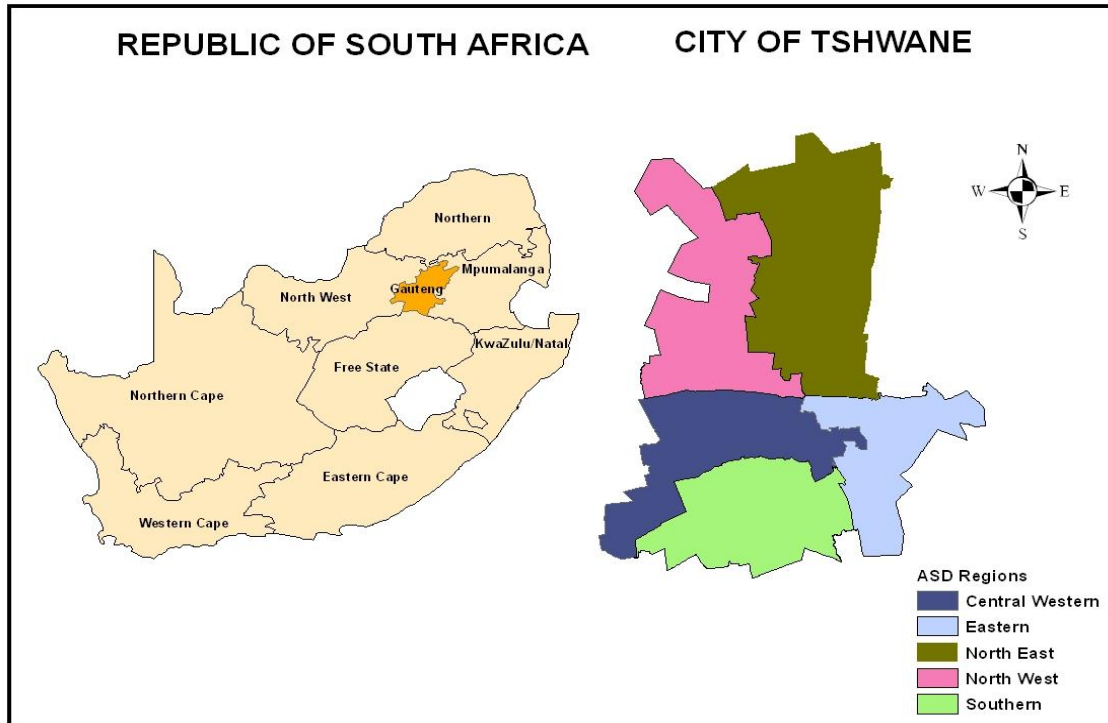 REPUBLIC OF SOUTH AFRICA
CITY OF TSHWANE
N
W
E
S
Northern
Mpumalanga
Gauteng
North West
KwaZulu/Natal
Free State
Northern Cape
Eastern Cape
Western Cape
ASD Regions
Central Western
Eastern
North East
North West
Southern